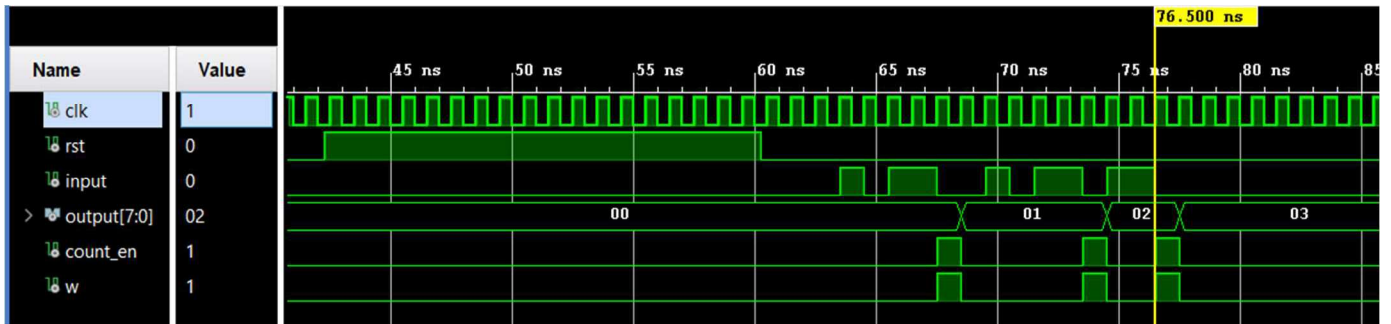 76.500 ns
Name Value
45 ns 50 ns 55 ns 60 ns 65 ns 70 ns 75 ns 80 ns 85
clk 1
rst 0
input 0
> output[7:0] 02 00 01 02 03
count_en 1
w 1